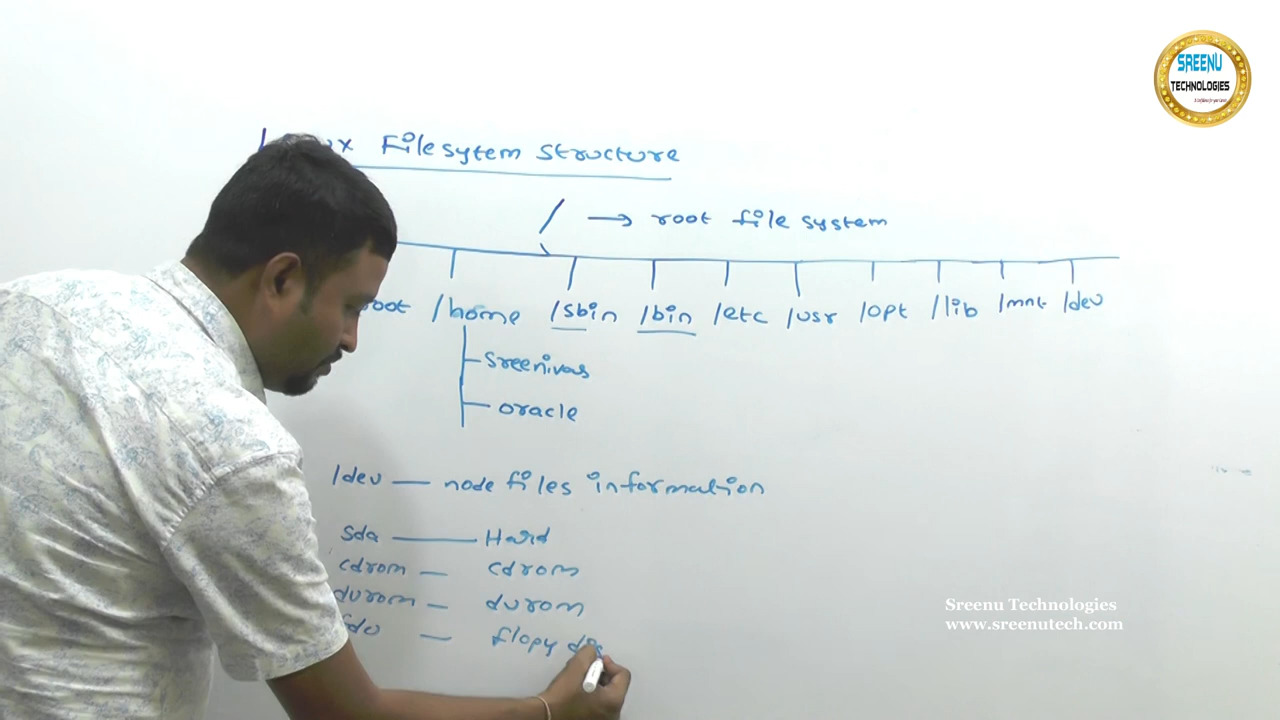 SREENU
TECHNOLOGIES
Filesytem Structure
/ → root file system
/home /sbin /bin /etc /usr /opt /lib /mnt /dev
sreenivas
oracle
/dev — node files information
sda — Hard
cdrom — cdrom
dvrom — dvrom
flopy
Sreenu Technologies
www.sreenutech.com